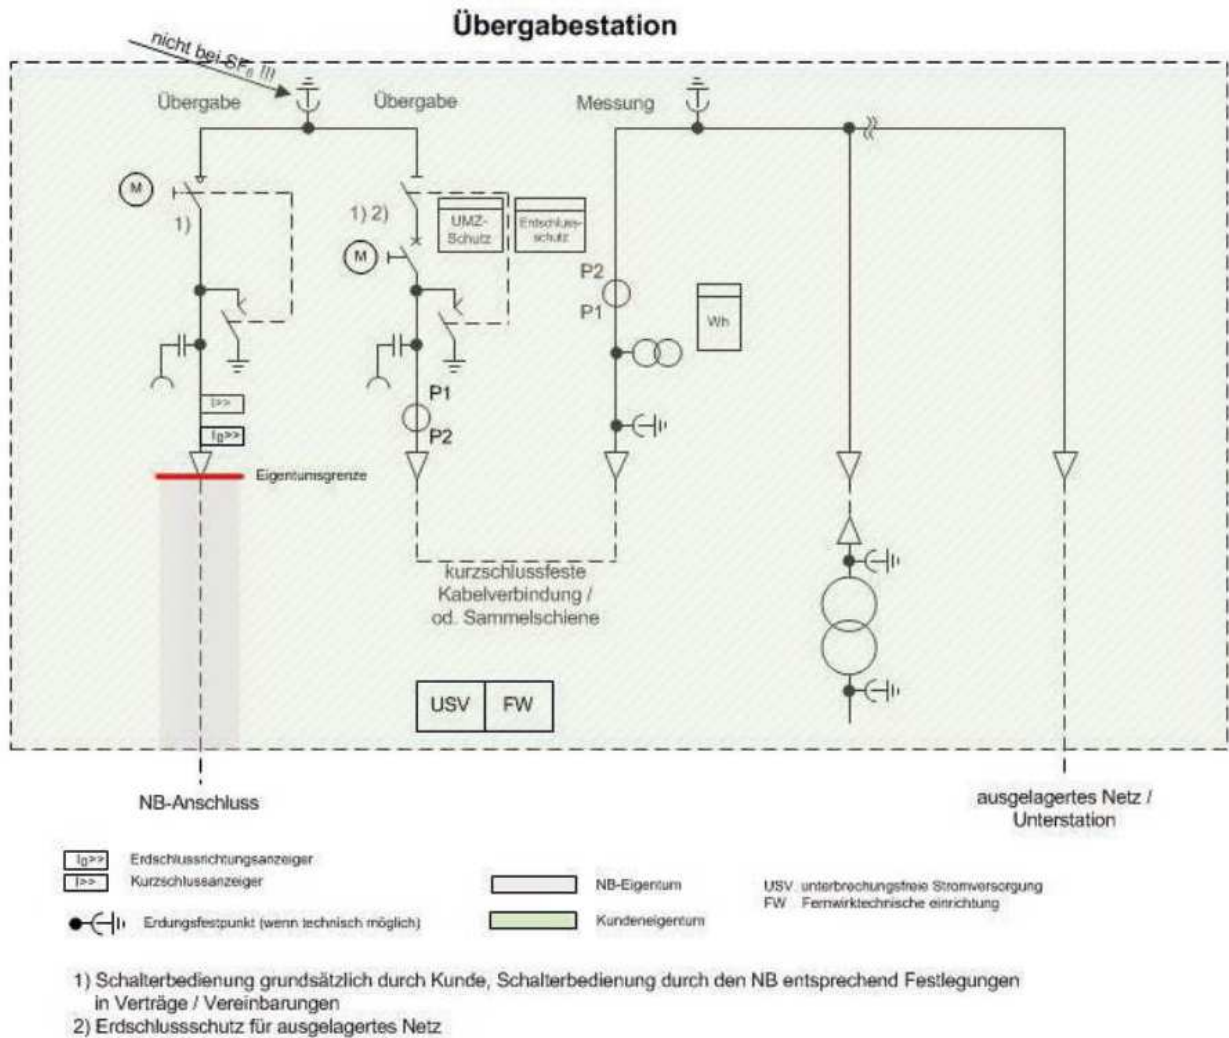 Übergabestation
nicht bei SF₆ !!!
Übergabe
Übergabe
Messung
M
1)
1) 2)
M
UMZ-
Schutz
Erdschluss-
schutz
P2
P1
Wh
P1
P2
I>>
I₀>>
Eigentumsgrenze
kurzschlussfeste
Kabelverbindung /
od. Sammelschiene
USV
FW
NB-Anschluss
ausgelagertes Netz /
Unterstation
I₀>>
Erdschlussrichtungsanzeiger
I>>
Kurzschlussanzeiger
Erdungsfestpunkt (wenn technisch möglich)
NB-Eigentum
Kundeneigentum
USV unterbrechungsfreie Stromversorgung
FW Fernwirktechnische einrichtung
1) Schalterbedienung grundsätzlich durch Kunde, Schalterbedienung durch den NB entsprechend Festlegungen
in Verträge / Vereinbarungen
2) Erdschlussschutz für ausgelagertes Netz